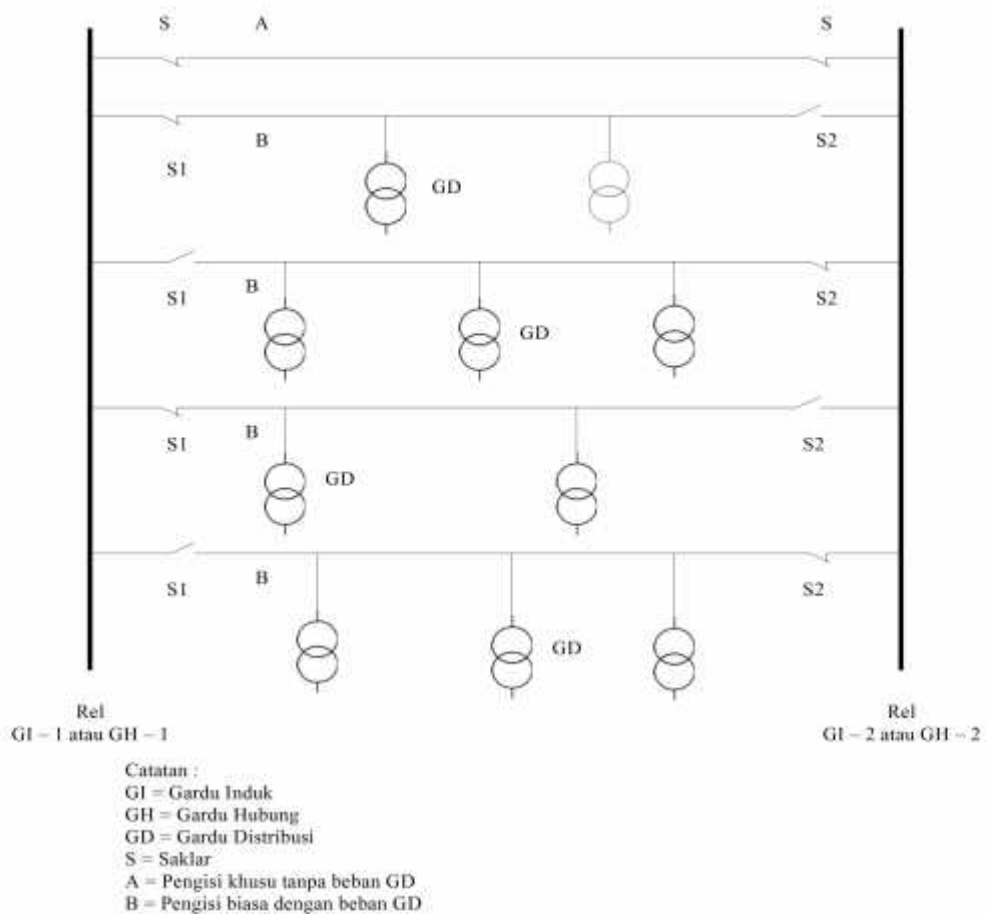 S A S
B
S1 S2
GD
B
S1 S2
GD
B
S1 S2
GD
B
S1 S2
GD
Rel Rel
GI – 1 atau GH – 1 GI – 2 atau GH – 2
Catatan :
GI = Gardu Induk
GH = Gardu Hubung
GD = Gardu Distribusi
S = Saklar
A = Pengisi khusu tanpa beban GD
B = Pengisi biasa dengan beban GD